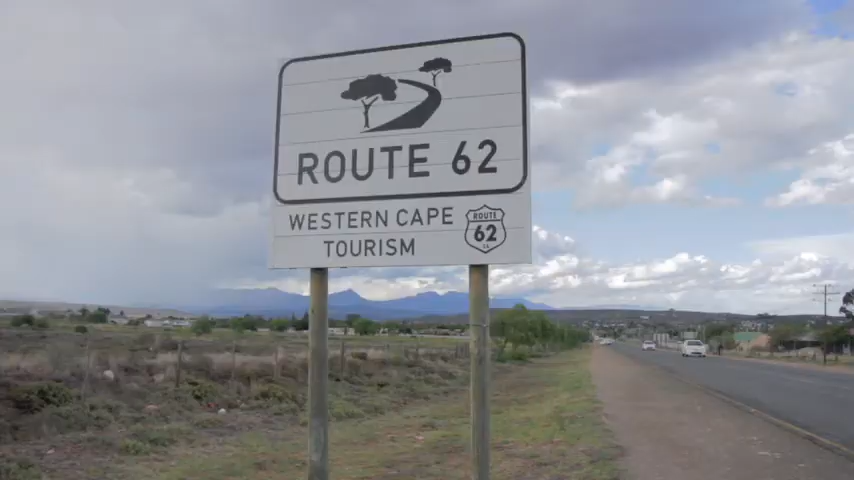 ROUTE 62
WESTERN CAPE
TOURISM
ROUTE
62